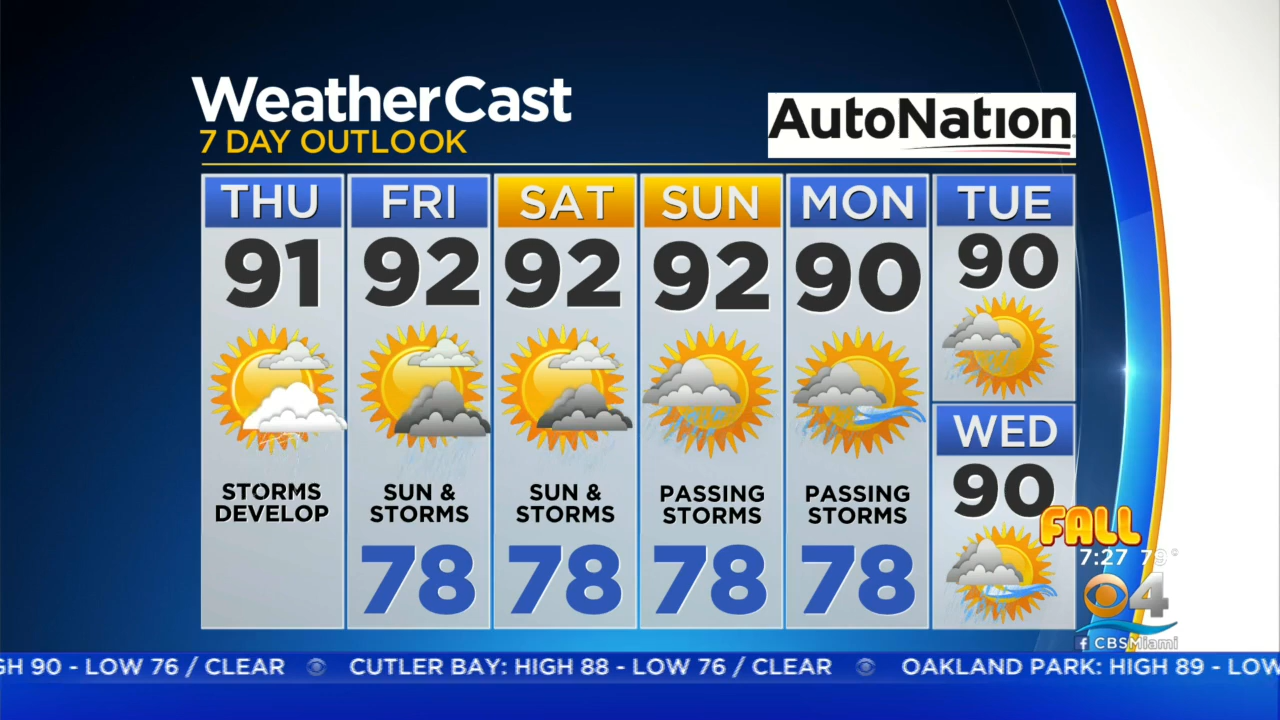 WeatherCast
7 DAY OUTLOOK
AutoNation
THU
91
STORMS
DEVELOP
FRI
92
SUN &
STORMS
78
SAT
92
SUN &
STORMS
78
SUN
92
PASSING
STORMS
78
MON
90
PASSING
STORMS
78
TUE
90
WED
90
FALL
7:27 79°
4
f CBSMiami
GH 90 - LOW 76 / CLEAR CUTLER BAY: HIGH 88 - LOW 76 / CLEAR OAKLAND PARK: HIGH 89 - LOW